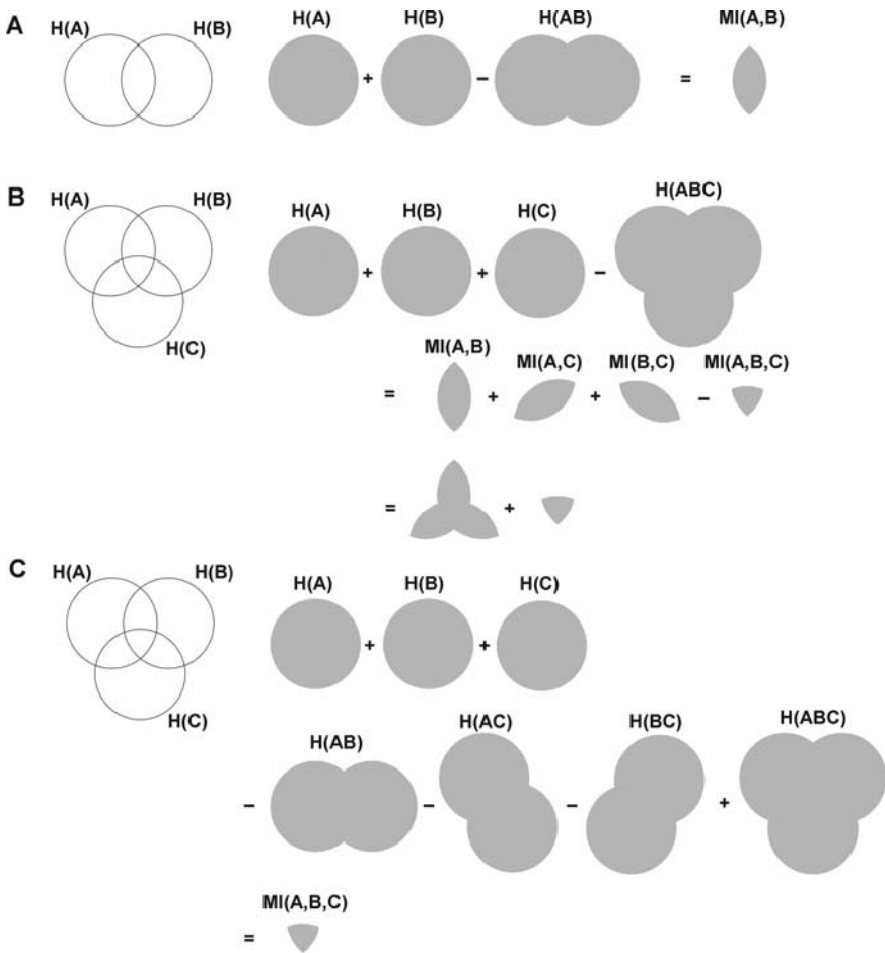 A
H(A) H(B) H(A) H(B) H(AB) MI(A,B)
+ – =
B
H(A) H(B) H(A) H(B) H(C) H(ABC)
+ + –
H(C)
MI(A,B) MI(A,C) MI(B,C) MI(A,B,C)
= + + –
= +
C
H(A) H(B) H(A) H(B) H(C)
+ +
H(C)
H(AB) H(AC) H(BC) H(ABC)
– – – +
MI(A,B,C)
=